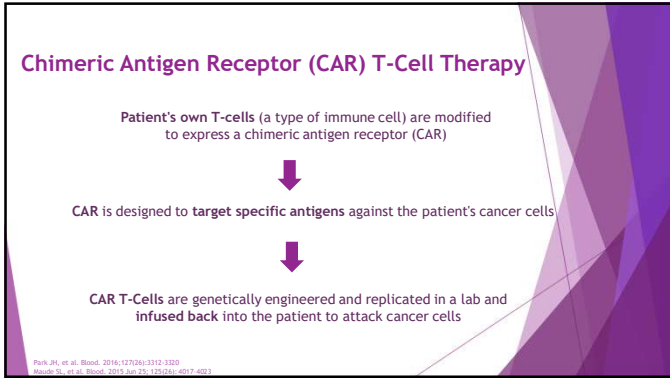 Chimeric Antigen Receptor (CAR) T-Cell Therapy
Patient's own T-cells (a type of immune cell) are modified
to express a chimeric antigen receptor (CAR)
CAR is designed to target specific antigens against the patient's cancer cells
CAR T-Cells are genetically engineered and replicated in a lab and
infused back into the patient to attack cancer cells
Park JH, et al. Blood. 2016;127(26):3312-3320
Maude SL, et al. Blood. 2015 Jun 25; 125(26): 4017-4023